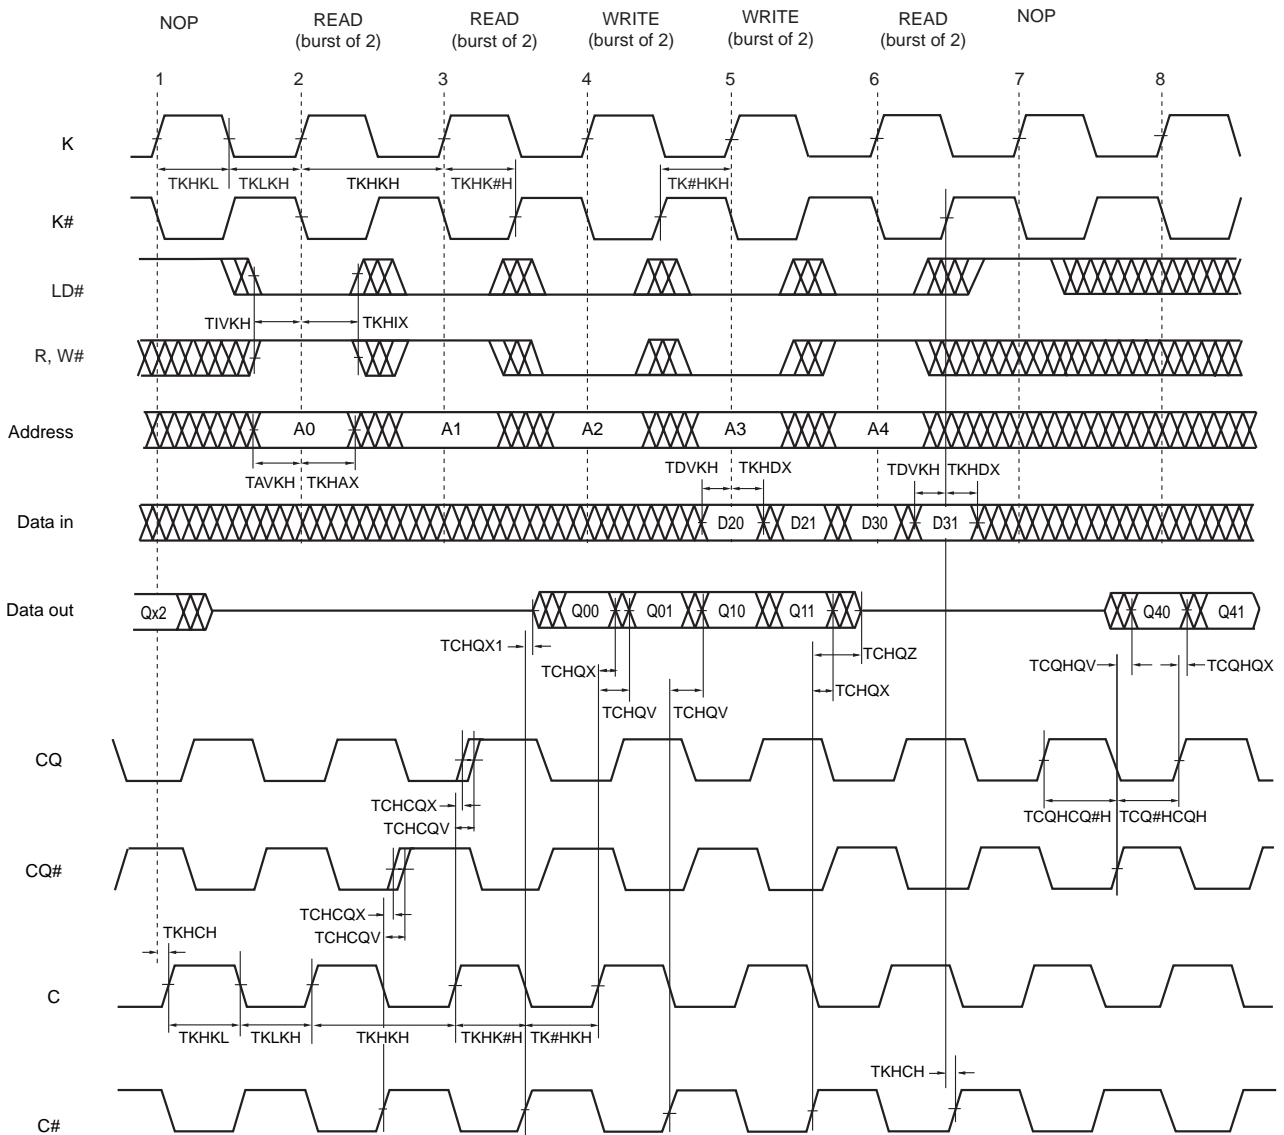 NOP READ READ WRITE WRITE READ NOP
(burst of 2) (burst of 2) (burst of 2) (burst of 2) (burst of 2)
1 2 3 4 5 6 7 8
K
TKHKL TKLKH TKHKH TKHK#H TK#HKH
K#
LD#
TIVKH TKHIX
R, W#
Address A0 A1 A2 A3 A4
TDVKH TKHDX TDVKH TKHDX
TAVKH TKHAX
Data in D20 D21 D30 D31
Data out Qx2 Q00 Q01 Q10 Q11 Q40 Q41
TCHQX1 TCHQZ
TCHQX TCQHQV TCQHQX
TCHQX
TCHQV TCHQV
CQ
TCHCQX TCQHCQ#H TCQ#HCQH
TCHCQV
CQ#
TCHCQX
TKHCH TCHCQV
C
TKHKL TKLKH TKHKH TKHK#H TK#HKH
TKHCH
C#